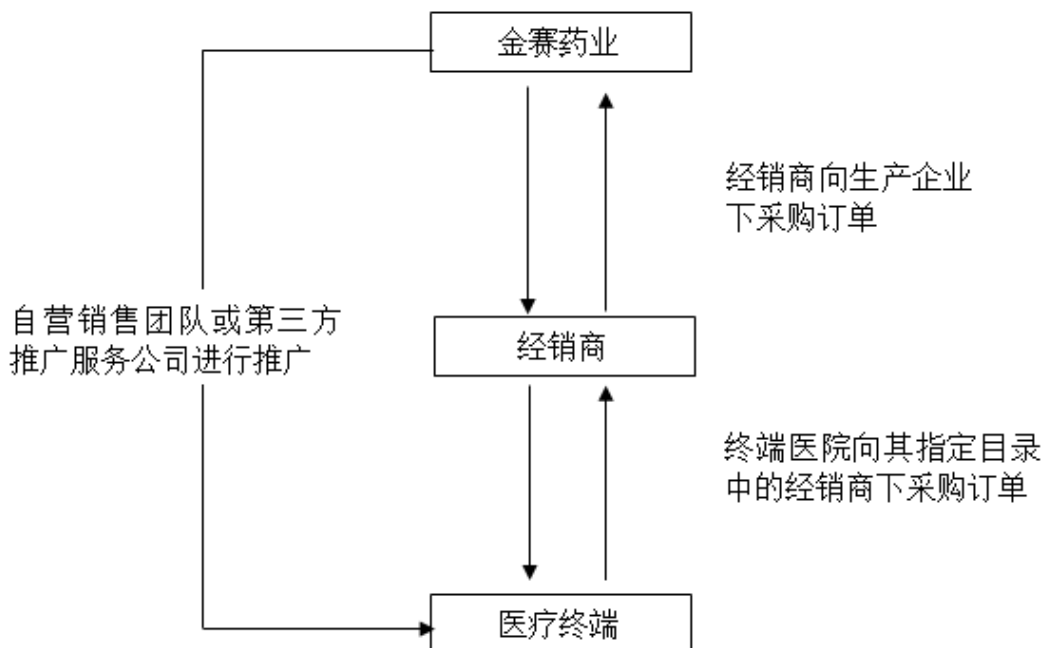 金赛药业
经销商向生产企业
下采购订单
自营销售团队或第三方
推广服务公司进行推广
经销商
终端医院向其指定目录
中的经销商下采购订单
医疗终端